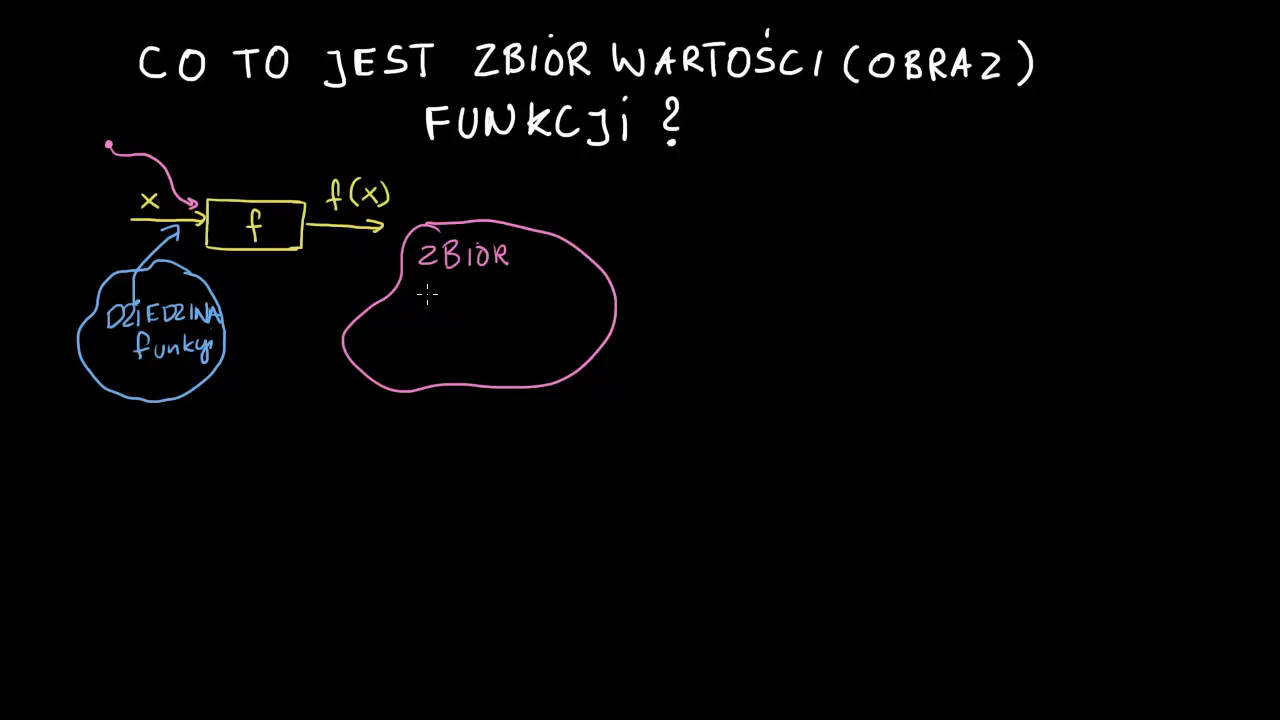 CO TO JEST ZBIÓR WARTOŚCI (OBRAZ)
FUNKCJI ?
x
f
f(x)
ZBIÓR
DZIEDZINA
funkcji